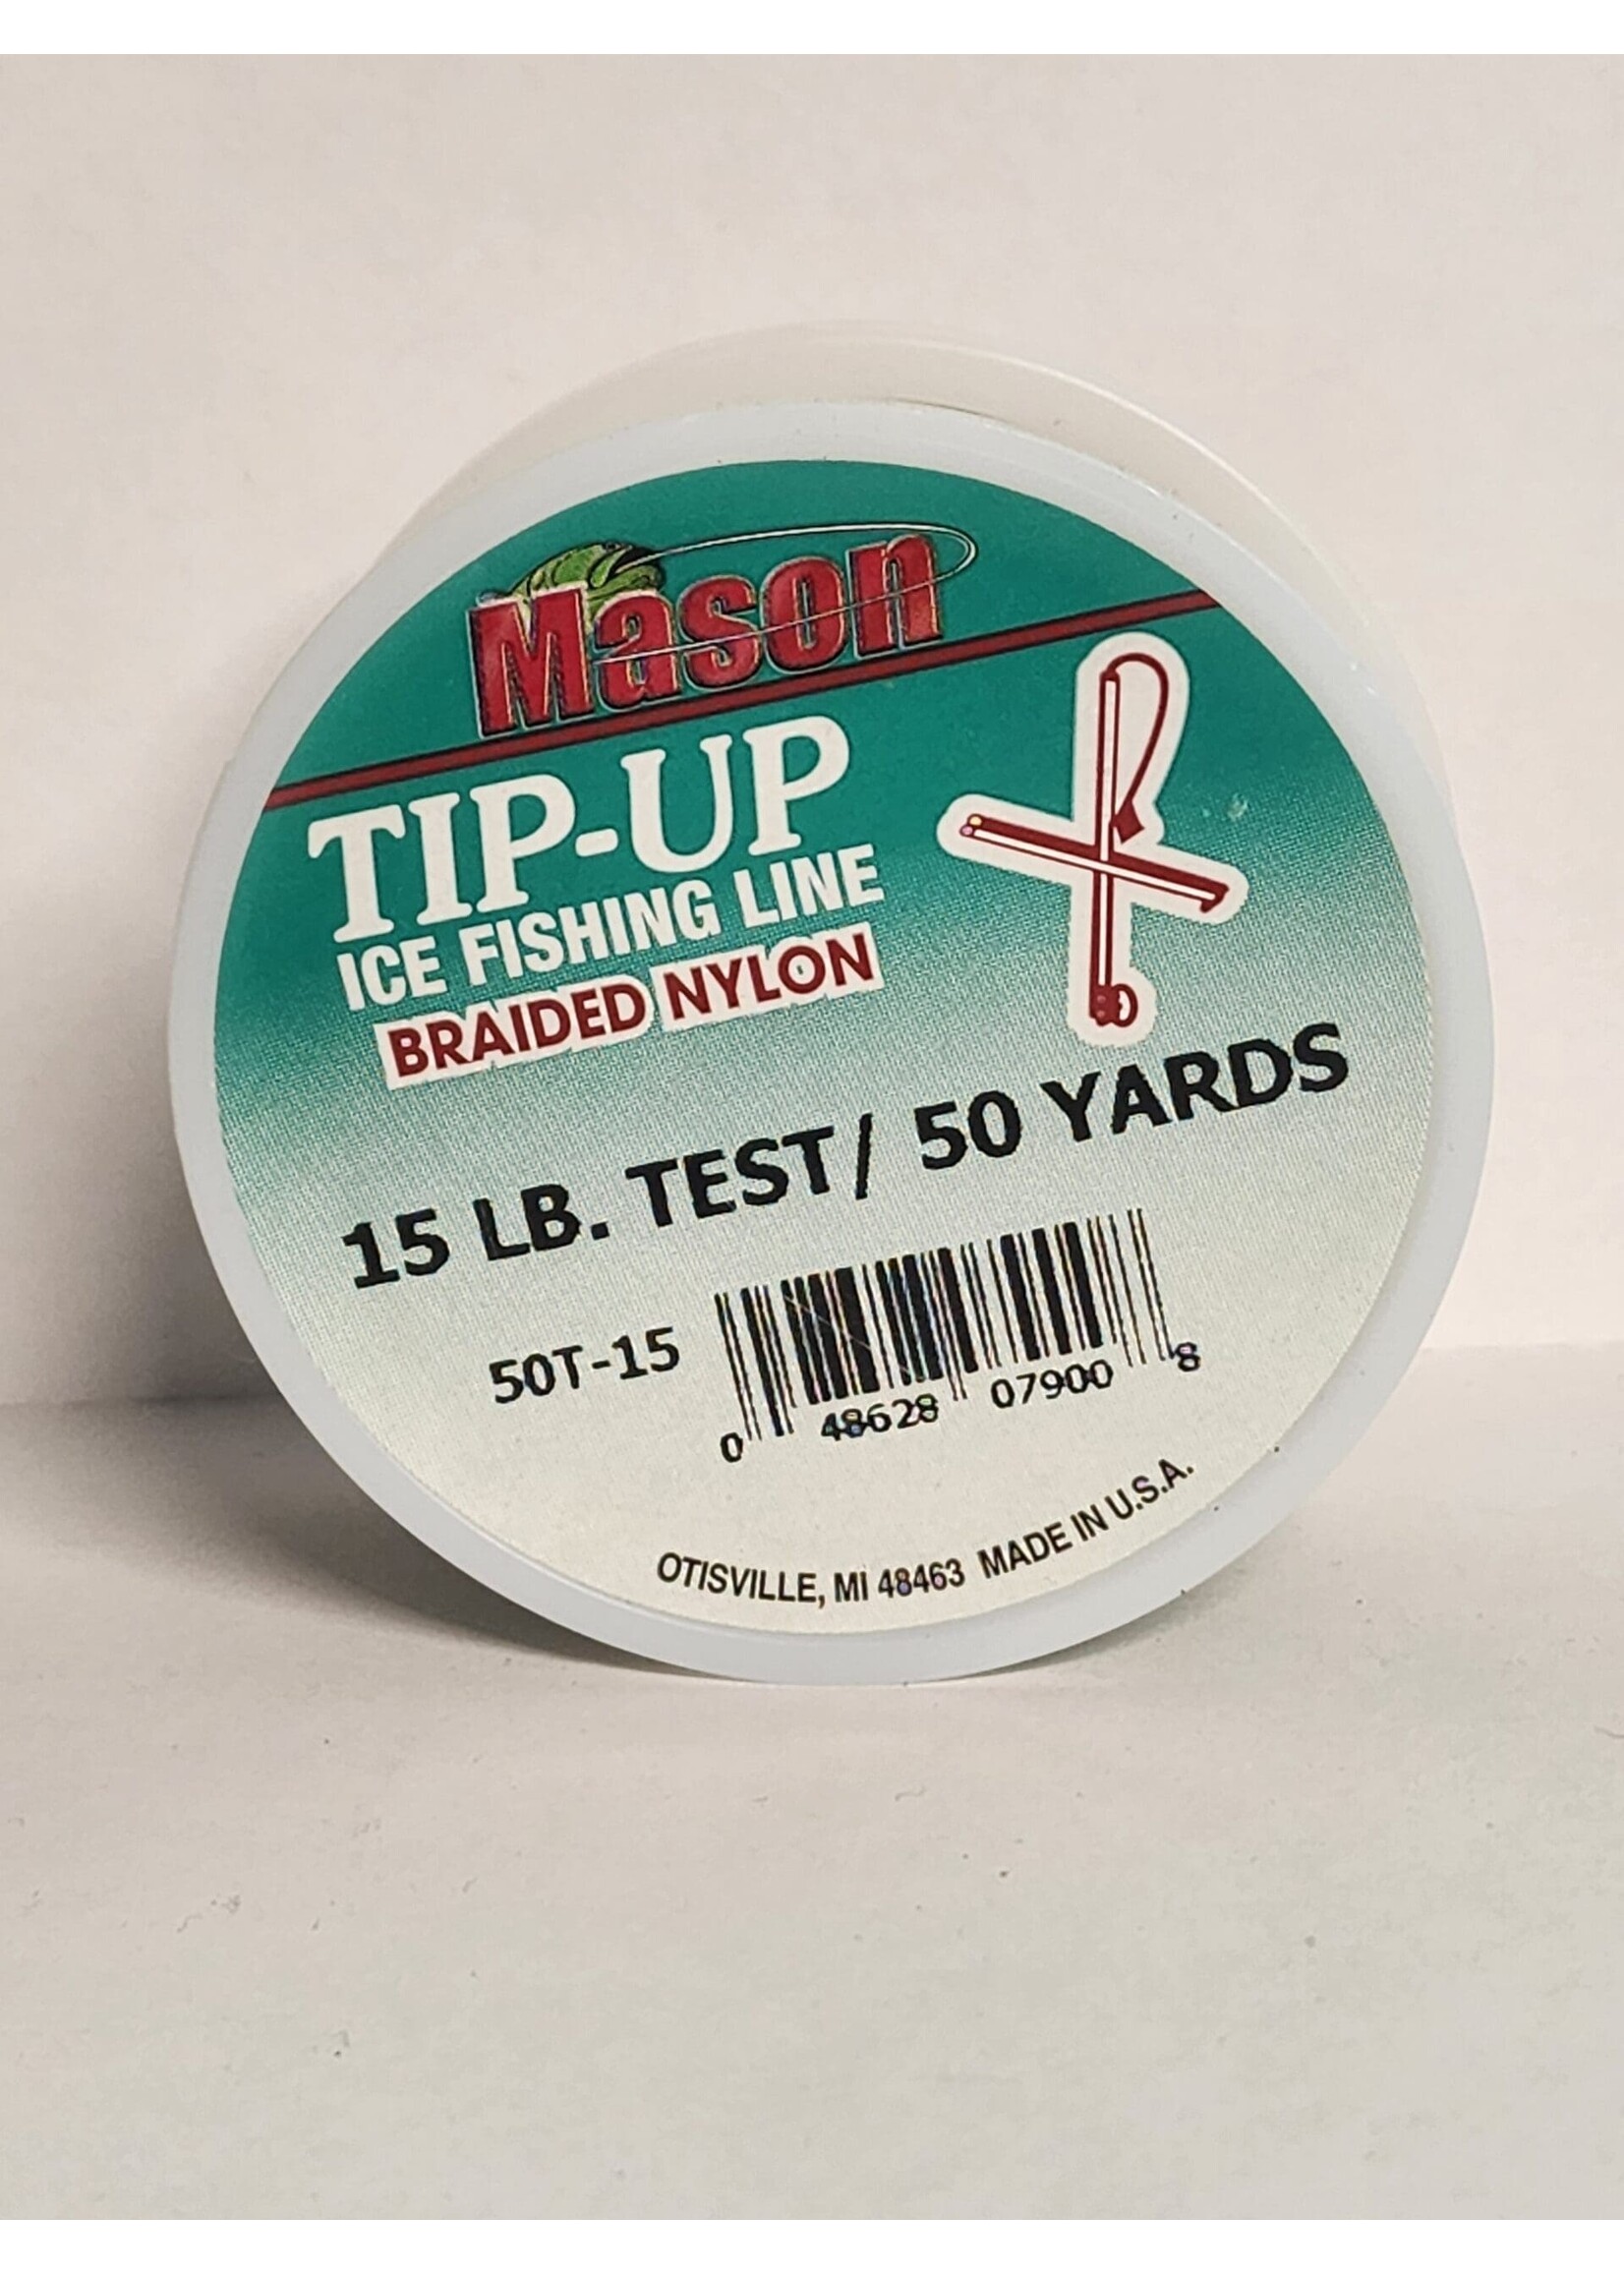 Mason
TIP-UP
ICE FISHING LINE
BRAIDED NYLON
15 LB. TEST/ 50 YARDS
50T-15
0 48628 07900 8
OTISVILLE, MI 48463 MADE IN U.S.A.